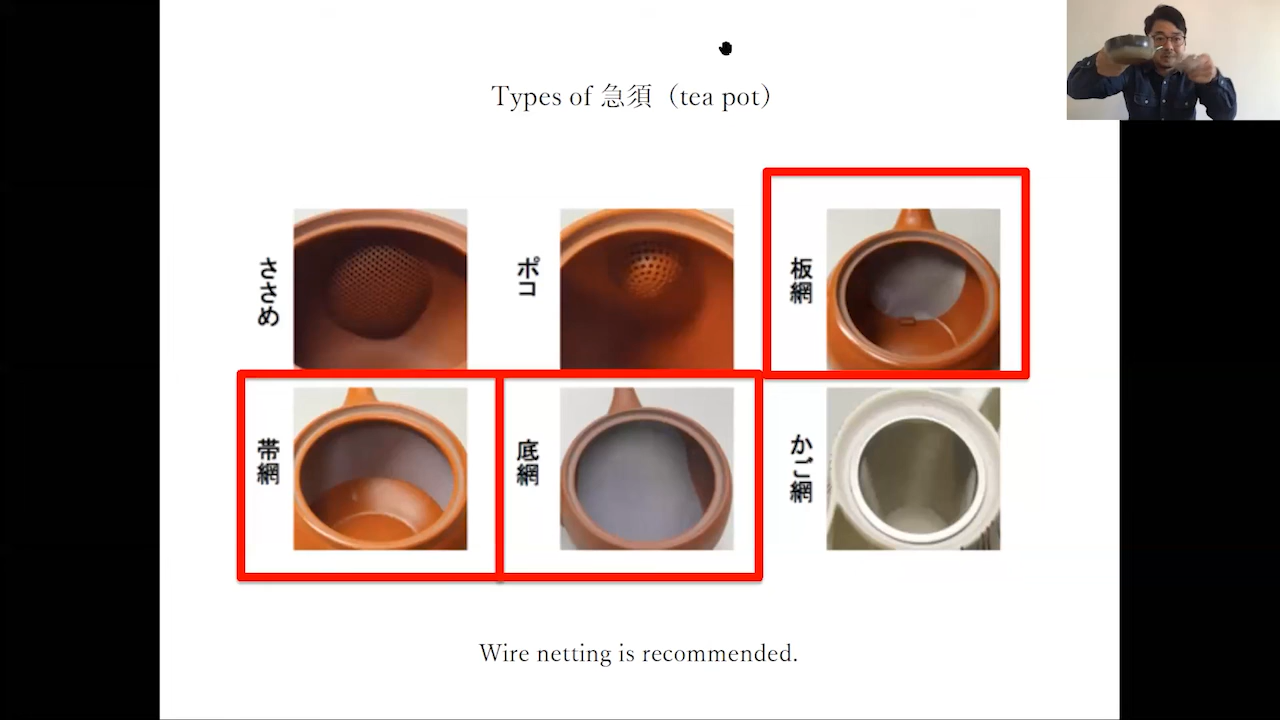 Types of 急須（tea pot）
ささめ
ポコ
板網
帯網
底網
かご網
Wire netting is recommended.